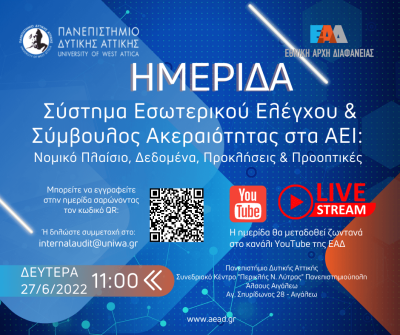 ΠΑΝΕΠΙΣΤΗΜΙΟ
ΔΥΤΙΚΗΣ ΑΤΤΙΚΗΣ
UNIVERSITY OF WEST ATTICA
ΕΑΔ
ΕΘΝΙΚΗ ΑΡΧΗ ΔΙΑΦΑΝΕΙΑΣ
ΗΜΕΡΙΔΑ
Σύστημα Εσωτερικού Ελέγχου &
Σύμβουλος Ακεραιότητας στα ΑΕΙ:
Νομικό Πλαίσιο, Δεδομένα, Προκλήσεις & Προοπτικές
Μπορείτε να εγγραφείτε
στην ημερίδα σαρώνοντας
τον κωδικό QR:
Ή δηλώστε συμμετοχή στο:
internalaudit@uniwa.gr
You
Tube
LIVE
STREAM
Η ημερίδα θα μεταδοθεί ζωντανά
στο κανάλι YouTube της ΕΑΔ
ΔΕΥΤΕΡΑ
27/6/2022
11:00
Πανεπιστήμιο Δυτικής Αττικής
Συνεδριακό Κέντρο "Περικλής Ν. Λύτρας" Πανεπιστημιούπολη
Άλσους Αιγάλεω
Αγ. Σπυρίδωνος 28 - Αιγάλεω
www.aead.gr